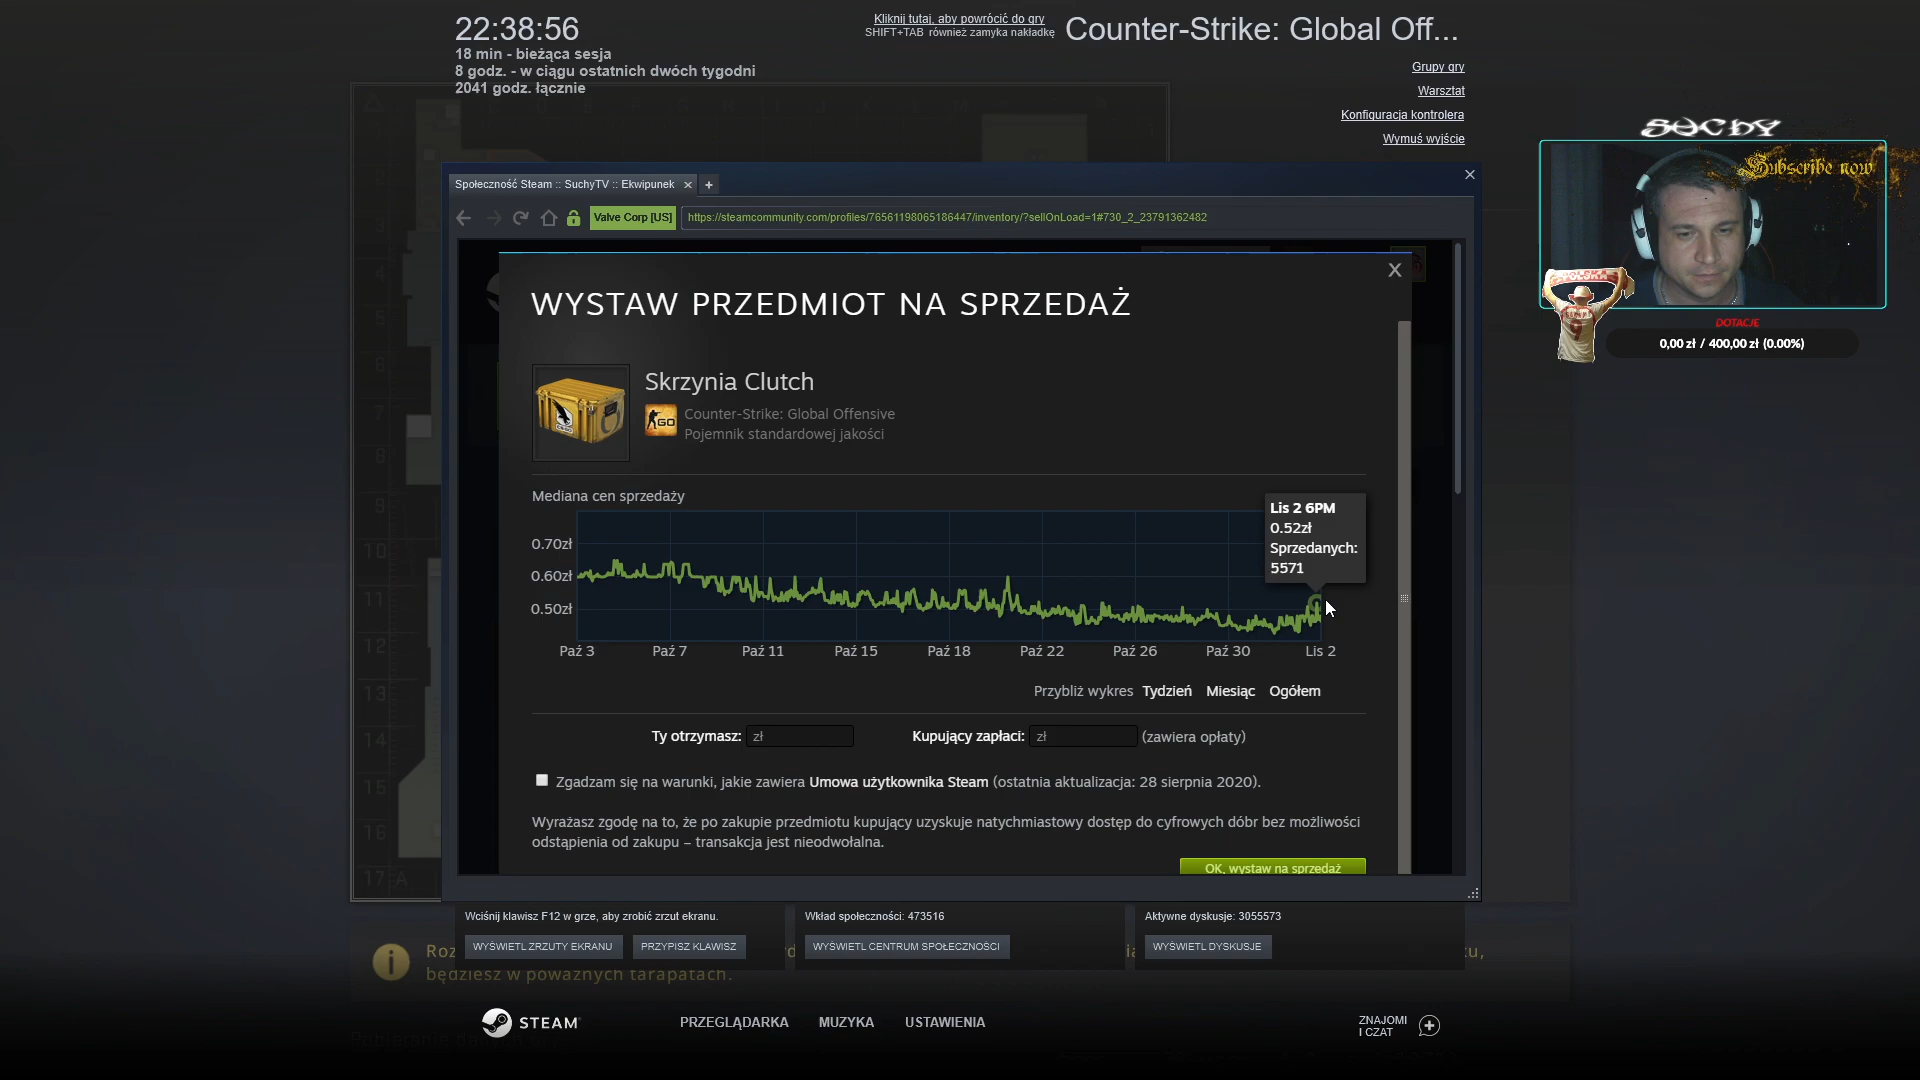 22:38:56
18 min - bieżąca sesja
8 godz. - w ciągu ostatnich dwóch tygodni
2041 godz. łącznie
Kliknij tutaj, aby powrócić do gry
SHIFT+TAB również zamyka nakładkę
Counter-Strike: Global Off...
Grupy gry
Warsztat
Konfiguracja kontrolera
Wymuś wyjście
SUCHY
Subscribe now
POLSKA
DOTACJE
0,00 zł / 400,00 zł (0.00%)
Społeczność Steam :: SuchyTV :: Ekwipunek
Valve Corp [US]
https://steamcommunity.com/profiles/76561198065186447/inventory/?sellOnLoad=1#730_2_23791362482
WYSTAW PRZEDMIOT NA SPRZEDAŻ
Skrzynia Clutch
GO
Counter-Strike: Global Offensive
Pojemnik standardowej jakości
Mediana cen sprzedaży
Lis 2 6PM
0.52zł
Sprzedanych:
5571
0.70zł
0.60zł
0.50zł
Paź 3 Paź 7 Paź 11 Paź 15 Paź 18 Paź 22 Paź 26 Paź 30 Lis 2
Przybliż wykres Tydzień Miesiąc Ogółem
Ty otrzymasz: zł Kupujący zapłaci: zł (zawiera opłaty)
Zgadzam się na warunki, jakie zawiera Umowa użytkownika Steam (ostatnia aktualizacja: 28 sierpnia 2020).
Wyrażasz zgodę na to, że po zakupie przedmiotu kupujący uzyskuje natychmiastowy dostęp do cyfrowych dóbr bez możliwości
odstąpienia od zakupu – transakcja jest nieodwołalna.
OK, wystaw na sprzedaż
Wciśnij klawisz F12 w grze, aby zrobić zrzut ekranu.
WYŚWIETL ZRZUTY EKRANU
PRZYPISZ KLAWISZ
Wkład społeczności: 473516
WYŚWIETL CENTRUM SPOŁECZNOŚCI
Aktywne dyskusje: 3055573
WYŚWIETL DYSKUSJE
będziesz w poważnych tarapatach.
STEAM
PRZEGLĄDARKA
MUZYKA
USTAWIENIA
ZNAJOMI
I CZAT